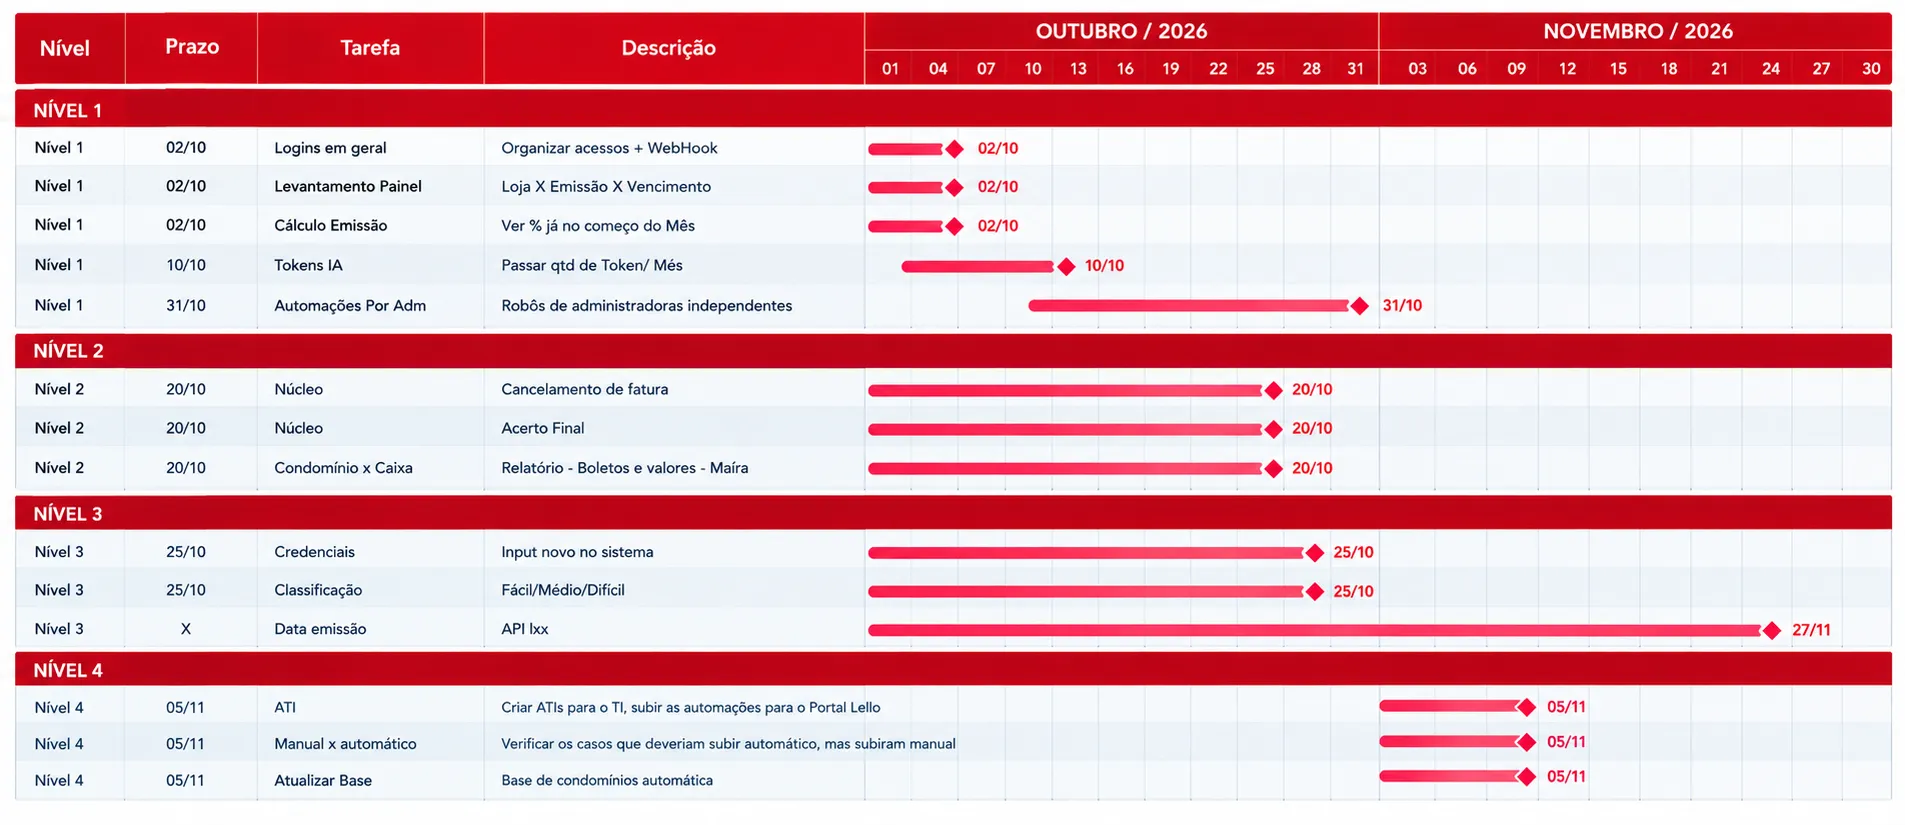 Nível Prazo Tarefa Descrição OUTUBRO / 2026 NOVEMBRO / 2026
01 04 07 10 13 16 19 22 25 28 31 03 06 09 12 15 18 21 24 27 30
NÍVEL 1
Nível 1 02/10 Logins em geral Organizar acessos + WebHook 02/10
Nível 1 02/10 Levantamento Painel Loja X Emissão X Vencimento 02/10
Nível 1 02/10 Cálculo Emissão Ver % já no começo do Mês 02/10
Nível 1 10/10 Tokens IA Passar qtd de Token/ Més 10/10
Nível 1 31/10 Automações Por Adm Robôs de administradoras independentes 31/10
NÍVEL 2
Nível 2 20/10 Núcleo Cancelamento de fatura 20/10
Nível 2 20/10 Núcleo Acerto Final 20/10
Nível 2 20/10 Condomínio x Caixa Relatório - Boletos e valores - Maíra 20/10
NÍVEL 3
Nível 3 25/10 Credenciais Input novo no sistema 25/10
Nível 3 25/10 Classificação Fácil/Médio/Difícil 25/10
Nível 3 X Data emissão API lxx 27/11
NÍVEL 4
Nível 4 05/11 ATI Criar ATIs para o TI, subir as automações para o Portal Lello 05/11
Nível 4 05/11 Manual x automático Verificar os casos que deveriam subir automático, mas subiram manual 05/11
Nível 4 05/11 Atualizar Base Base de condomínios automática 05/11